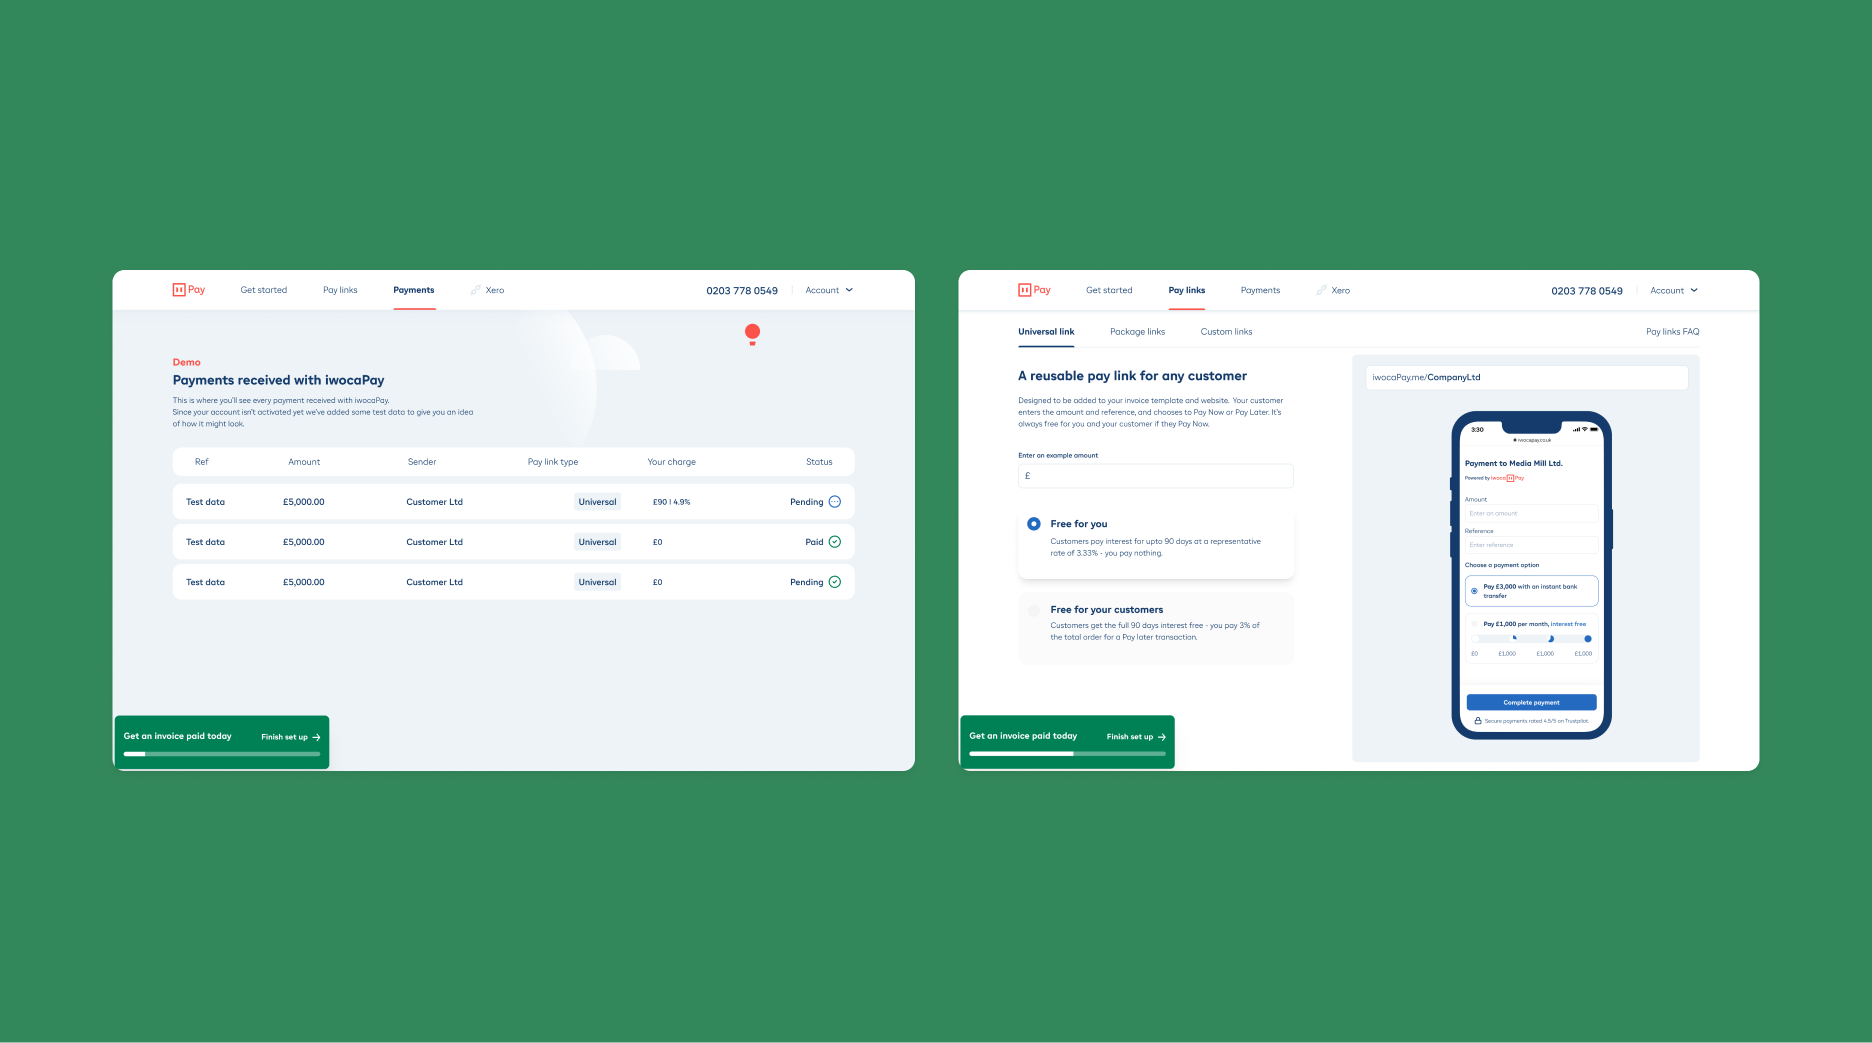 Pay
Get started
Pay links
Payments
Xero
0203 778 0549
Account
Demo
Payments received with iwocaPay
This is where you'll see every payment received with iwocaPay.
Since your account isn't activated yet we've added some test data to give you an idea
of how it might look.
Ref Amount Sender Pay link type Your charge Status
Test data £5,000.00 Customer Ltd Universal £90 | 4.9% Pending
Test data £5,000.00 Customer Ltd Universal £0 Paid
Test data £5,000.00 Customer Ltd Universal £0 Pending
Get an invoice paid today Finish set up
Pay
Get started
Pay links
Payments
Xero
0203 778 0549
Account
Universal link
Package links
Custom links
Pay links FAQ
A reusable pay link for any customer
Designed to be added to your invoice template and website. Your customer
enters the amount and reference, and chooses to Pay Now or Pay Later. It's
always free for you and your customer if they Pay Now.
Enter an example amount
£
Free for you
Customers pay interest for upto 90 days at a representative
rate of 3.33% - you pay nothing.
Free for your customers
Customers get the full 90 days interest free - you pay 3% of
the total order for a Pay later transaction.
Get an invoice paid today Finish set up
iwocaPay.me/CompanyLtd
3:30
iwocapay.co.uk
Payment to Media Mill Ltd.
Powered by iwoca Pay
Amount
Enter an amount
Reference
Enter reference
Choose a payment option
Pay £3,000 with an instant bank
transfer
Pay £1,000 per month, interest free
£0 £1,000 £1,000 £1,000
Complete payment
Secure payments rated 4.5/5 on Trustpilot.